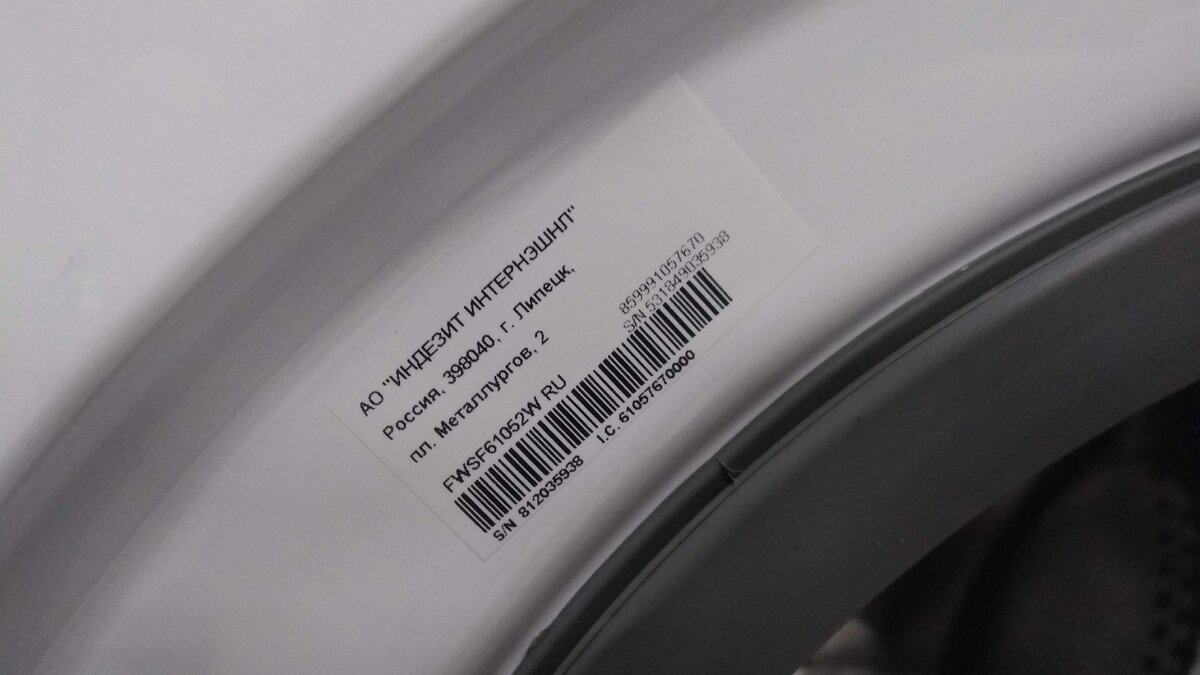 АО "ИНДЕЗИТ ИНТЕРНЭШНЛ"
Россия, 398040, г. Липецк,
пл. Металлургов, 2
859991057670
S/N 531849035938
FWSF61052W RU
S/N 812035938 I.C. 61057670000